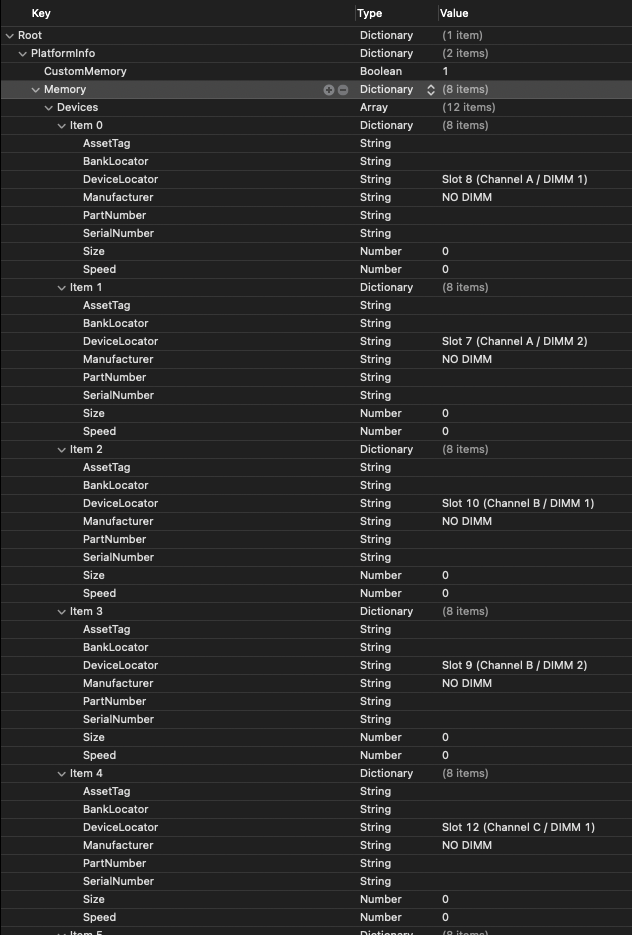 Key Type Value
Root Dictionary (1 item)
PlatformInfo Dictionary (2 items)
CustomMemory Boolean 1
Memory Dictionary (8 items)
Devices Array (12 items)
Item 0 Dictionary (8 items)
AssetTag String
BankLocator String
DeviceLocator String Slot 8 (Channel A / DIMM 1)
Manufacturer String NO DIMM
PartNumber String
SerialNumber String
Size Number 0
Speed Number 0
Item 1 Dictionary (8 items)
AssetTag String
BankLocator String
DeviceLocator String Slot 7 (Channel A / DIMM 2)
Manufacturer String NO DIMM
PartNumber String
SerialNumber String
Size Number 0
Speed Number 0
Item 2 Dictionary (8 items)
AssetTag String
BankLocator String
DeviceLocator String Slot 10 (Channel B / DIMM 1)
Manufacturer String NO DIMM
PartNumber String
SerialNumber String
Size Number 0
Speed Number 0
Item 3 Dictionary (8 items)
AssetTag String
BankLocator String
DeviceLocator String Slot 9 (Channel B / DIMM 2)
Manufacturer String NO DIMM
PartNumber String
SerialNumber String
Size Number 0
Speed Number 0
Item 4 Dictionary (8 items)
AssetTag String
BankLocator String
DeviceLocator String Slot 12 (Channel C / DIMM 1)
Manufacturer String NO DIMM
PartNumber String
SerialNumber String
Size Number 0
Speed Number 0
Item 5 Dictionary (8 items)